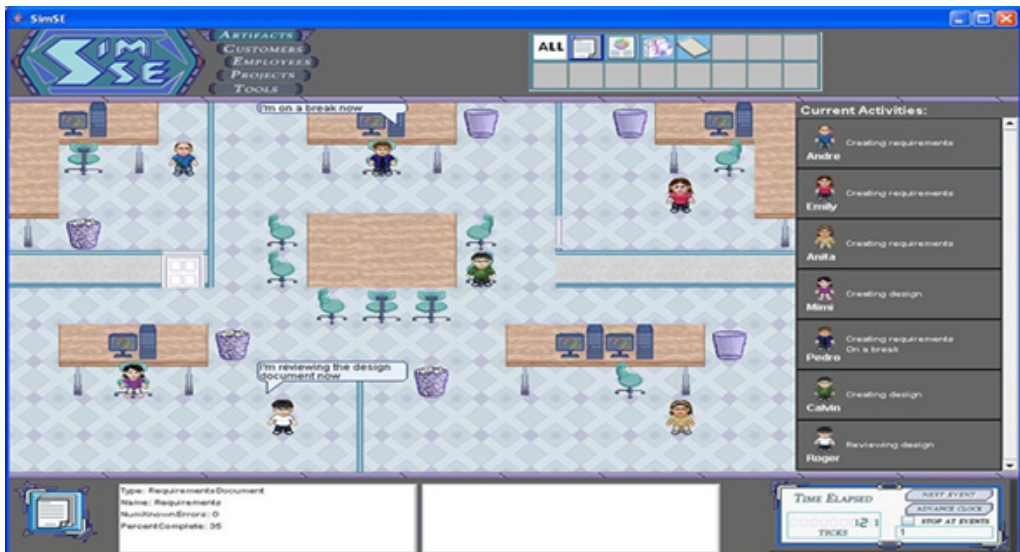 SimSE
SIM
SE
ARTIFACTS
CUSTOMERS
EMPLOYEES
PROJECTS
TOOLS
ALL
I'm on a break now
I'm reviewing the design
document now
Current Activities:
Creating requirements
Andre
Creating requirements
Emily
Creating requirements
Anita
Creating design
Mimi
Creating requirements
On a break
Pedro
Creating design
Calvin
Reviewing design
Roger
Type: RequirementsDocument
Name: Requirements
NumKnownErrors: 0
PercentComplete: 35
TIME ELAPSED
121
TICKS
NEXT EVENT
ADVANCE CLOCK
STOP AT EVENTS
1